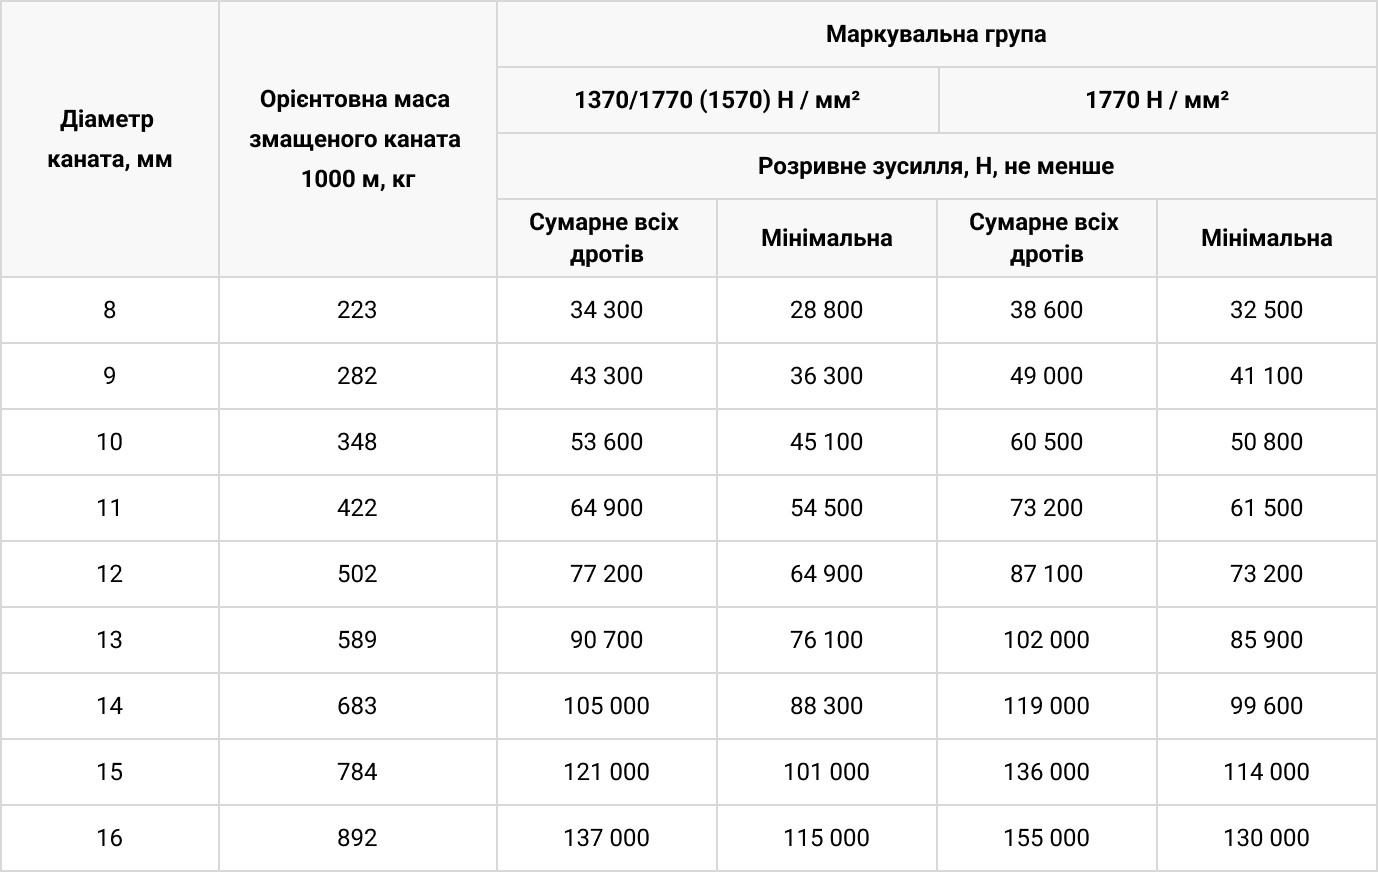 Діаметр
каната, мм
Орієнтовна маса
змащеного каната
1000 м, кг
Маркувальна група
1370/1770 (1570) Н / мм²
1770 Н / мм²
Розривне зусилля, Н, не менше
Сумарне всіх
дротів
Мінімальна
Сумарне всіх
дротів
Мінімальна
8 223 34 300 28 800 38 600 32 500
9 282 43 300 36 300 49 000 41 100
10 348 53 600 45 100 60 500 50 800
11 422 64 900 54 500 73 200 61 500
12 502 77 200 64 900 87 100 73 200
13 589 90 700 76 100 102 000 85 900
14 683 105 000 88 300 119 000 99 600
15 784 121 000 101 000 136 000 114 000
16 892 137 000 115 000 155 000 130 000